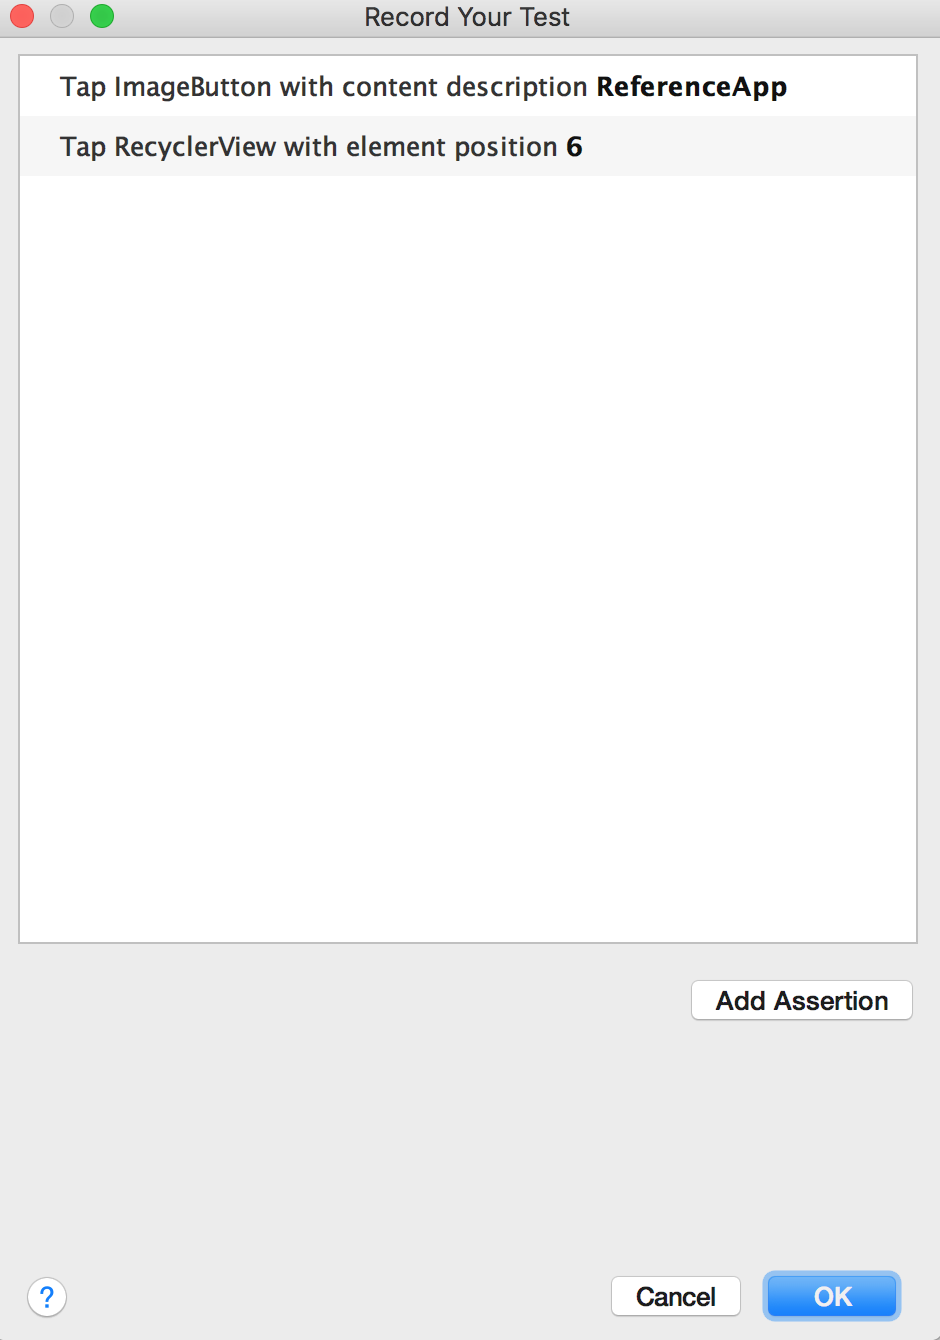 Record Your Test
Tap ImageButton with content description ReferenceApp
Tap RecyclerView with element position 6
Add Assertion
?
Cancel
OK